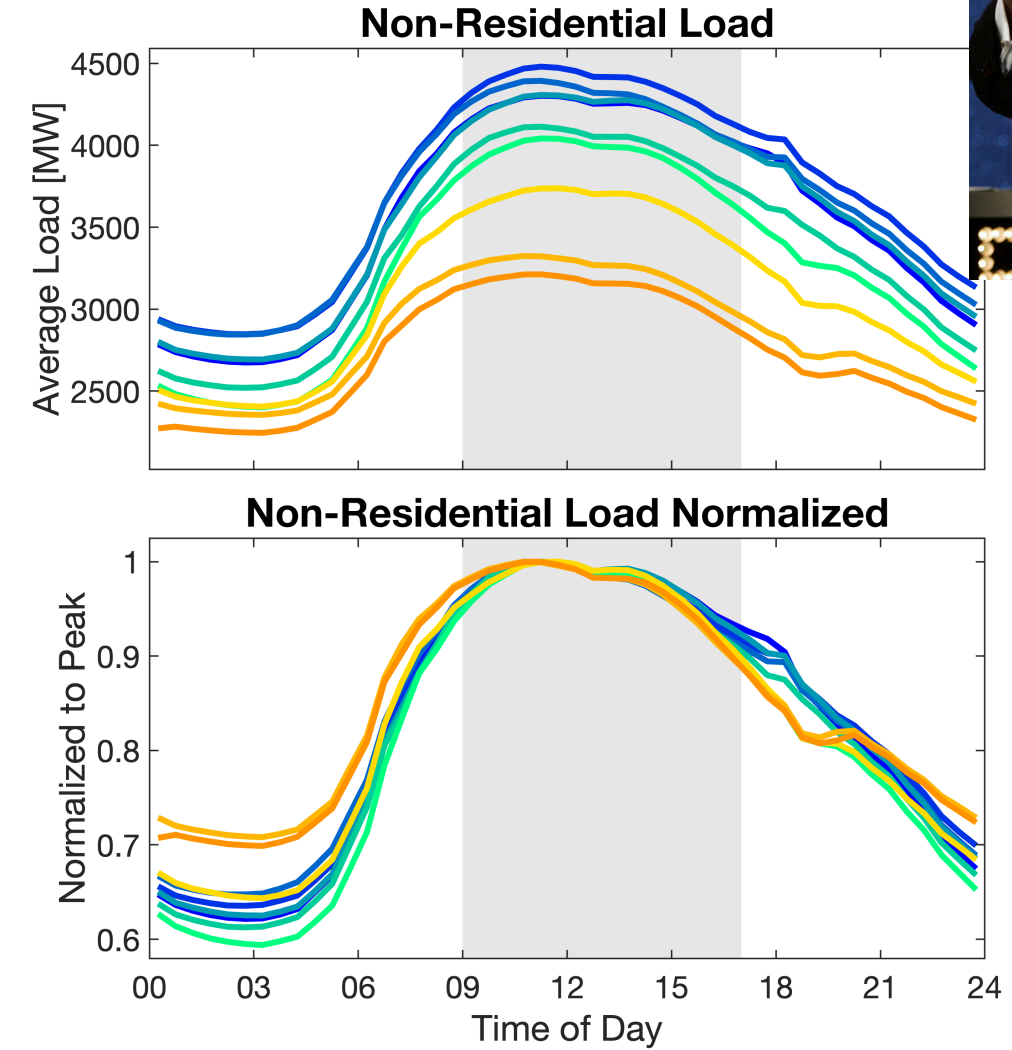 Non-Residential Load
4500
4000
3500
3000
2500
Average Load [MW]
Non-Residential Load Normalized
1
0.9
0.8
0.7
0.6
Normalized to Peak
00 03 06 09 12 15 18 21 24
Time of Day